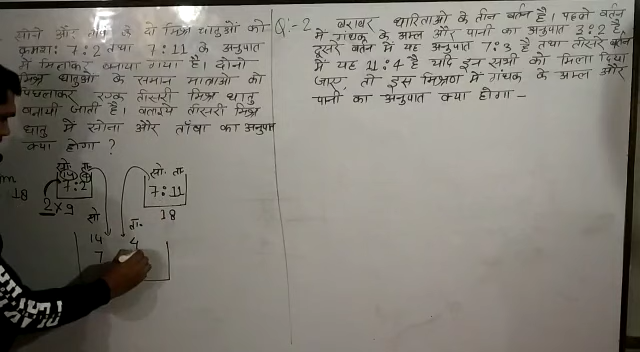 सोने और तांबे के दो मिश्र धातुओं को
क्रमशः 7:2 तथा 7:11 के अनुपात
में मिलाकर बनाया गया है। दोनो
मिश्र धातुओं के समान मात्राओं को
पिघलाकर एक तीसरी मिश्र धातु
बनायी जाती है। बताइये तीसरी मिश्र
धातु में सोना और ताँबा का अनुपात
क्या होगा ?
सो. ता.
7:2
2×9
18
सो. ता.
7:11
18
सो ता.
14 4
7
Q:-2 बराबर धारिताओ के तीन बर्तन है। पहले बर्तन
में गंधक के अम्ल और पानी का अनुपात 3:2 है,
दूसरे बर्तन में यह अनुपात 7:3 है तथा तीसरे बर्तन
में यह 11:4 है यदि इन सभी को मिला दिया
जाए, तो इस मिश्रण में गंधक के अम्ल और
पानी का अनुपात क्या होगा -